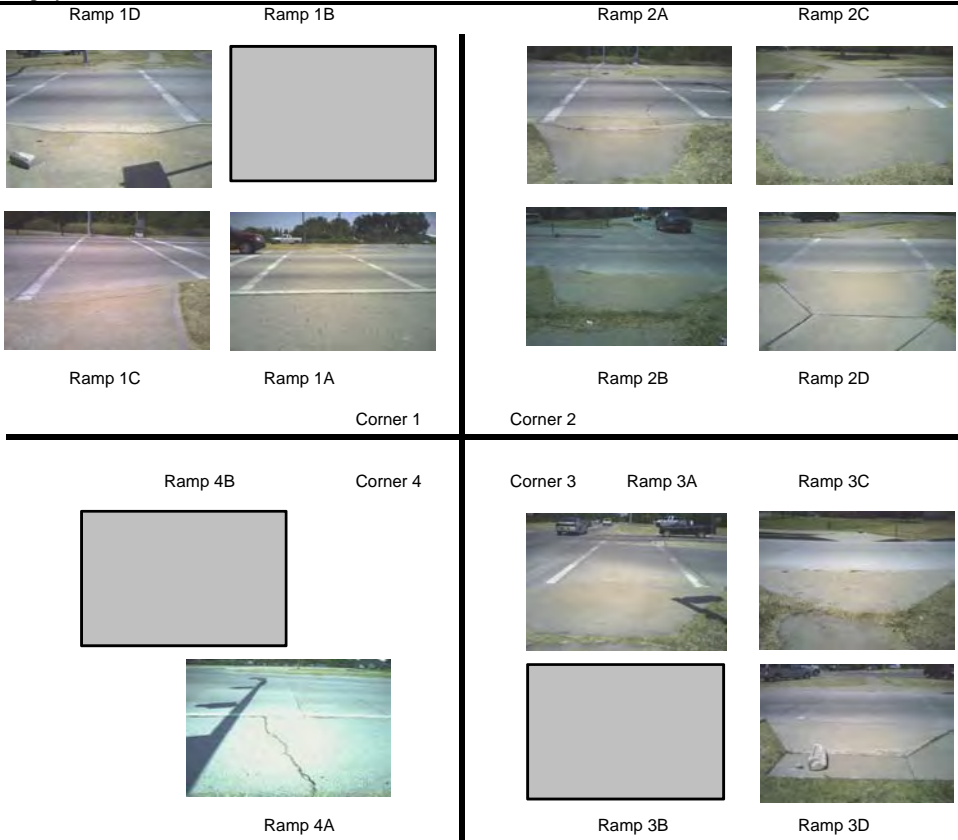 Ramp 1D Ramp 1B Ramp 2A Ramp 2C
Ramp 1C Ramp 1A Ramp 2B Ramp 2D
Corner 1 Corner 2
Ramp 4B Corner 4 Corner 3 Ramp 3A Ramp 3C
Ramp 4A Ramp 3B Ramp 3D